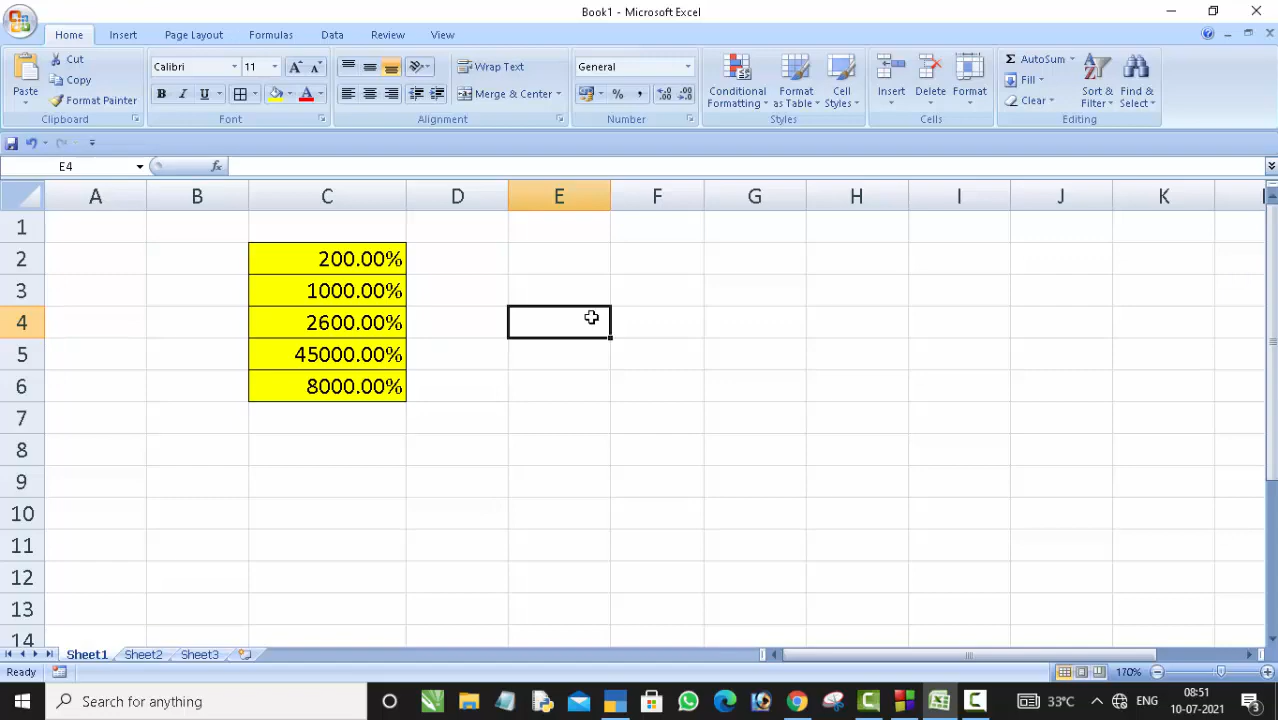 Book1 - Microsoft Excel
Home Insert Page Layout Formulas Data Review View
Cut
Copy
Format Painter
Paste
Clipboard
Calibri 11
B I U
A
Font
Wrap Text
Merge & Center
Alignment
General
% ,
Number
Conditional Formatting
Format as Table
Cell Styles
Styles
Insert
Delete
Format
Cells
Σ AutoSum
Fill
Clear
Sort & Filter
Find & Select
Editing
E4
fx
A B C D E F G H I J K
1
2 200.00%
3 1000.00%
4 2600.00%
5 45000.00%
6 8000.00%
7
8
9
10
11
12
13
14
Sheet1 Sheet2 Sheet3
Ready
170%
Search for anything
33°C
ENG
08:51
10-07-2021
3